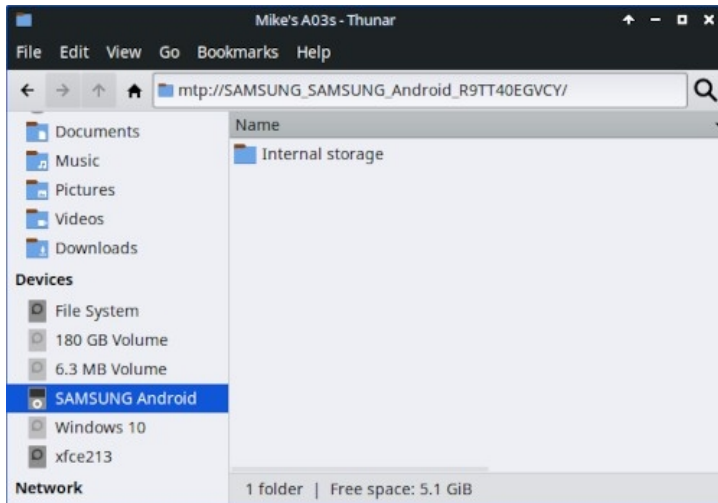 Mike's A03s - Thunar
File Edit View Go Bookmarks Help
mtp://SAMSUNG_SAMSUNG_Android_R9TT40EGVCY/
Documents
Music
Pictures
Videos
Downloads
Devices
File System
180 GB Volume
6.3 MB Volume
SAMSUNG Android
Windows 10
xfce213
Network
Name
Internal storage
1 folder | Free space: 5.1 GiB